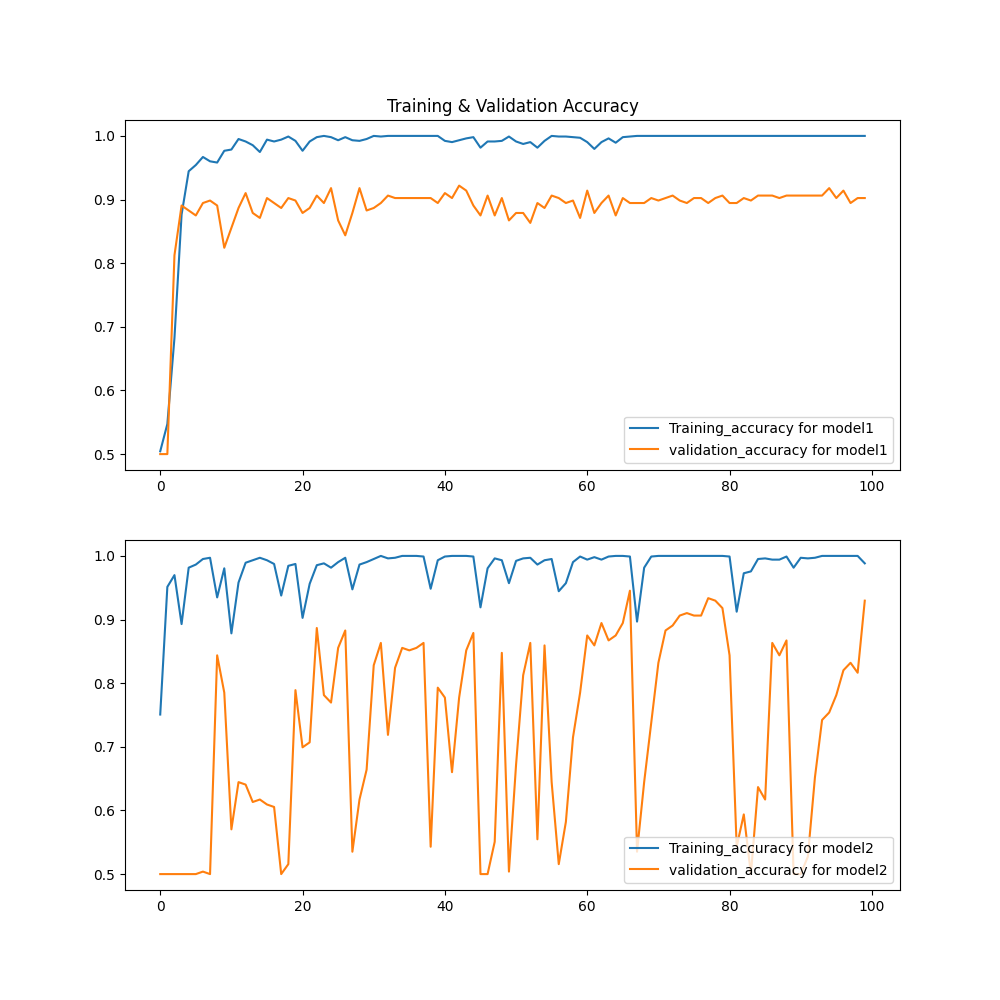 Training & Validation Accuracy
1.0
0.9
0.8
0.7
0.6
0.5
Training_accuracy for model1
validation_accuracy for model1
0 20 40 60 80 100
1.0
0.9
0.8
0.7
0.6
0.5
Training_accuracy for model2
validation_accuracy for model2
0 20 40 60 80 100